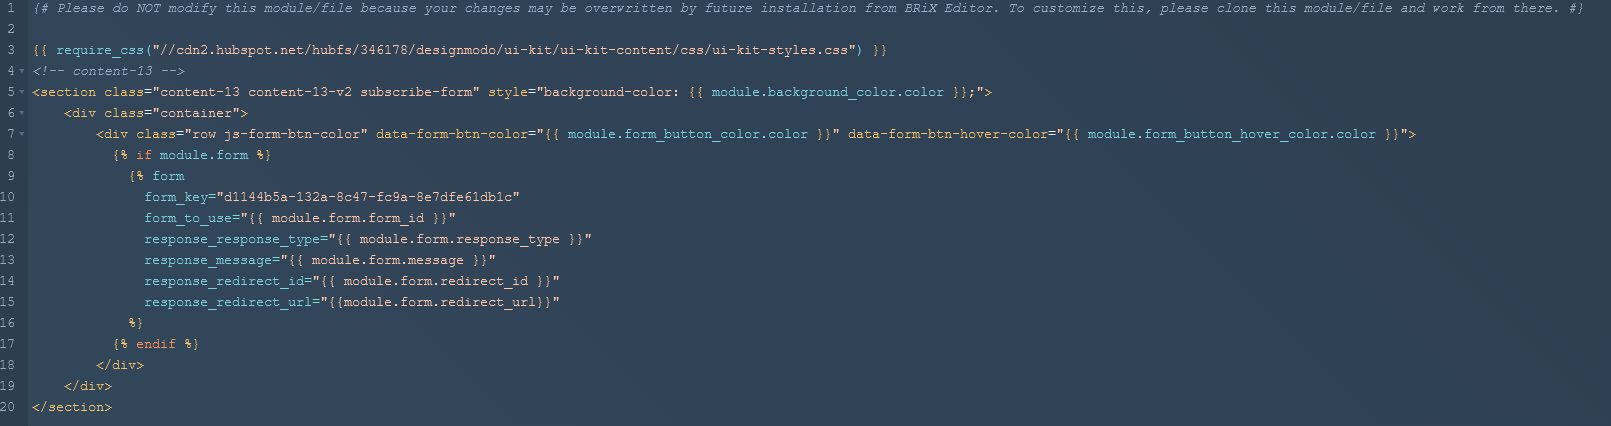 1 {# Please do NOT modify this module/file because your changes may be overwritten by future installation from BRiX Editor. To customize this, please clone this module/file and work from there. #}
2
3 {{ require_css("//cdn2.hubspot.net/hubfs/346178/designmodo/ui-kit/ui-kit-content/css/ui-kit-styles.css") }}
4 <!-- content-13 -->
5 <section class="content-13 content-13-v2 subscribe-form" style="background-color: {{ module.background_color.color }};">
6     <div class="container">
7         <div class="row js-form-btn-color" data-form-btn-color="{{ module.form_button_color.color }}" data-form-btn-hover-color="{{ module.form_button_hover_color.color }}">
8           {% if module.form %}
9             {% form
10               form_key="d1144b5a-132a-8c47-fc9a-8e7dfe61db1c"
11               form_to_use="{{ module.form.form_id }}"
12               response_response_type="{{ module.form.response_type }}"
13               response_message="{{ module.form.message }}"
14               response_redirect_id="{{ module.form.redirect_id }}"
15               response_redirect_url="{{module.form.redirect_url}}"
16             %}
17           {% endif %}
18         </div>
19     </div>
20 </section>